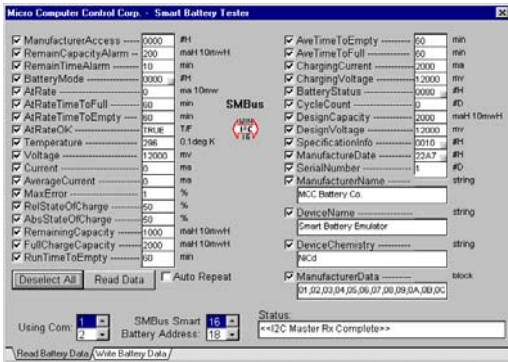 Micro Computer Control Corp. - Smart Battery Tester
ManufacturerAccess ----- 0000 #H
RemainCapacityAlarm -- 200 maH 10mwH
RemainTimeAlarm ------- 10 min
BatteryMode ------------ 0000 #H
AtRate ------------------- 0 ma 10mw
AtRateTimeToFull ------- 60 min
AtRateTimeToEmpty ---- 60 min
AtRateOK --------------- TRUE T/F
Temperature ------------ 296 0.1deg K
Voltage ----------------- 12000 mv
Current ------------------ 0 ma
AverageCurrent --------- 0 ma
MaxError ---------------- 1 %
RelStateOfCharge ------ 50 %
AbsStateOfCharge ----- 50 %
RemainingCapacity ---- 1000 maH 10mwH
FullChargeCapacity ---- 2000 maH 10mwH
RunTimeToEmpty ------ 60 min
Deselect All Read Data Auto Repeat
Using Com: 1 2
SMBus Smart Battery Address: 16 18
SMBus
I²C
AveTimeToEmpty ------- 60 min
AveTimeToFull ---------- 60 min
ChargingCurrent -------- 2000 ma
ChargingVoltage -------- 12000 mv
BatteryStatus ----------- 0000 #H
CycleCount ------------- 0 #D
DesignCapacity --------- 2000 maH 10mwH
DesignVoltage ---------- 12000 mv
SpecificationInfo ------- 0010 #H
ManufactureDate ------ 22A7 #H
SerialNumber ----------- 1 #D
ManufacturerName ------ string
MCC Battery Co.
DeviceName ------------- string
Smart Battery Emulator
DeviceChemistry --------- string
NiCd
ManufacturerData --------- block
01,02,03,04,05,06,07,08,09,0A,0B,0C
Status:
<<I2C Master Rx Complete>>
Read Battery Data Write Battery Data